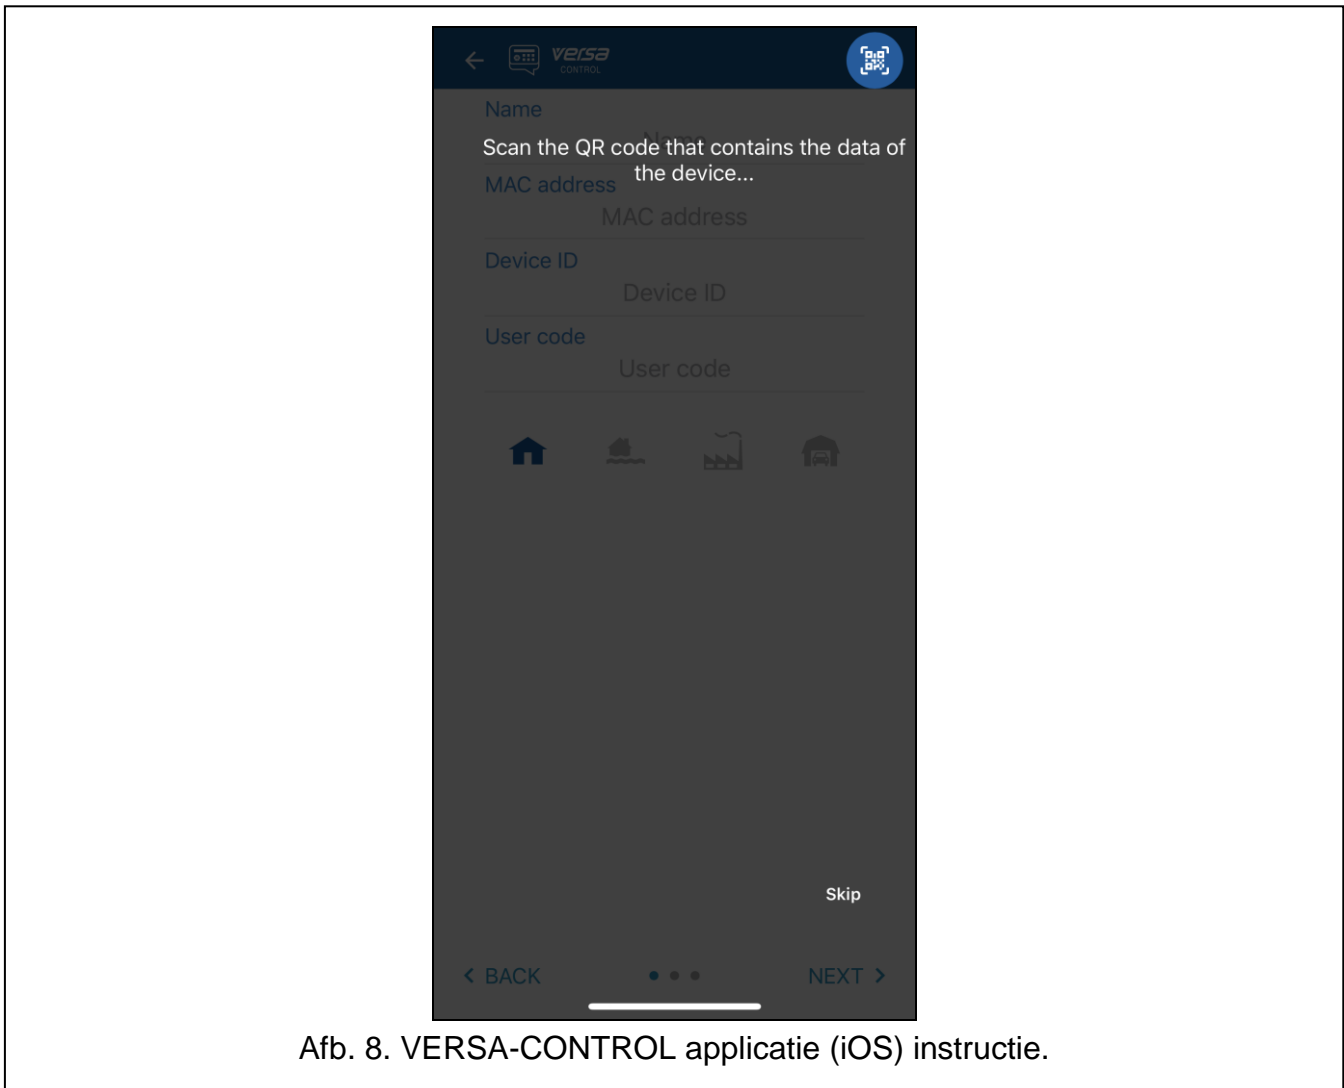 versa
CONTROL
Name
Name
Scan the QR code that contains the data of
the device...
MAC address
MAC address
Device ID
Device ID
User code
User code
Skip
BACK
NEXT
Afb. 8. VERSA-CONTROL applicatie (iOS) instructie.